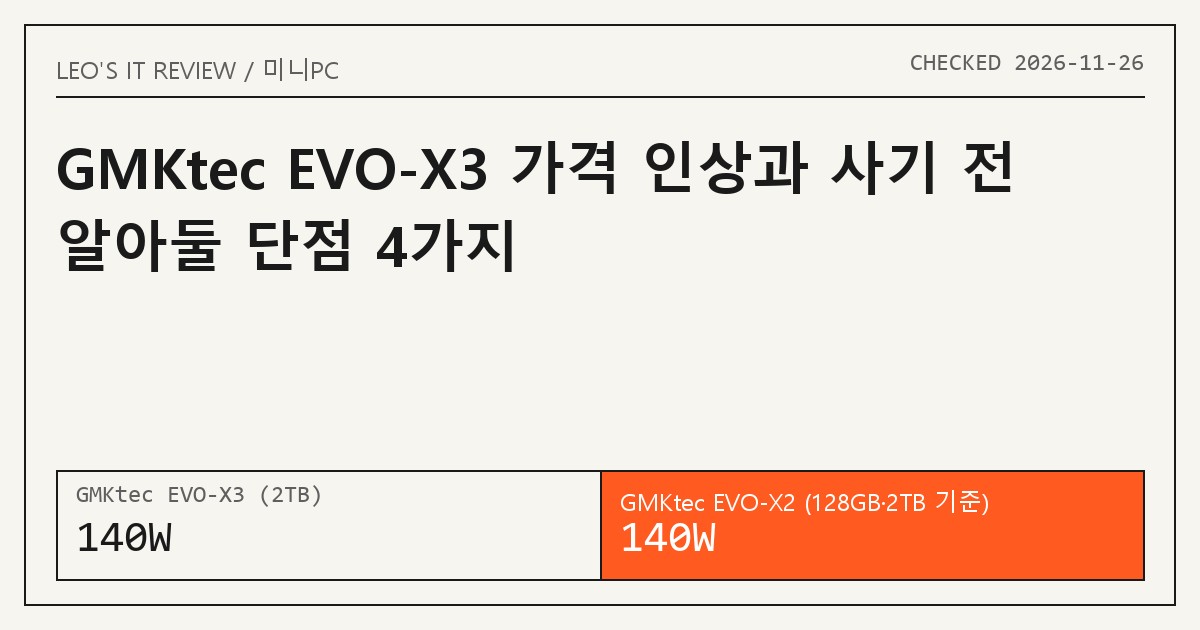 LEO'S IT REVIEW / 미니PC
CHECKED 2026-11-26
GMKtec EVO-X3 가격 인상과 사기 전
알아둘 단점 4가지
GMKtec EVO-X3 (2TB)
140W
GMKtec EVO-X2 (128GB·2TB 기준)
140W